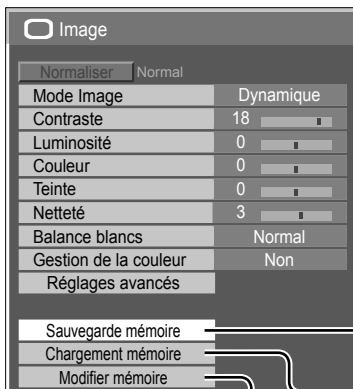 Image
Normaliser Normal
Mode Image Dynamique
Contraste 18
Luminosité 0
Couleur 0
Teinte 0
Netteté 3
Balance blancs Normal
Gestion de la couleur Non
Réglages avancés
Sauvegarde mémoire
Chargement mémoire
Modifier mémoire